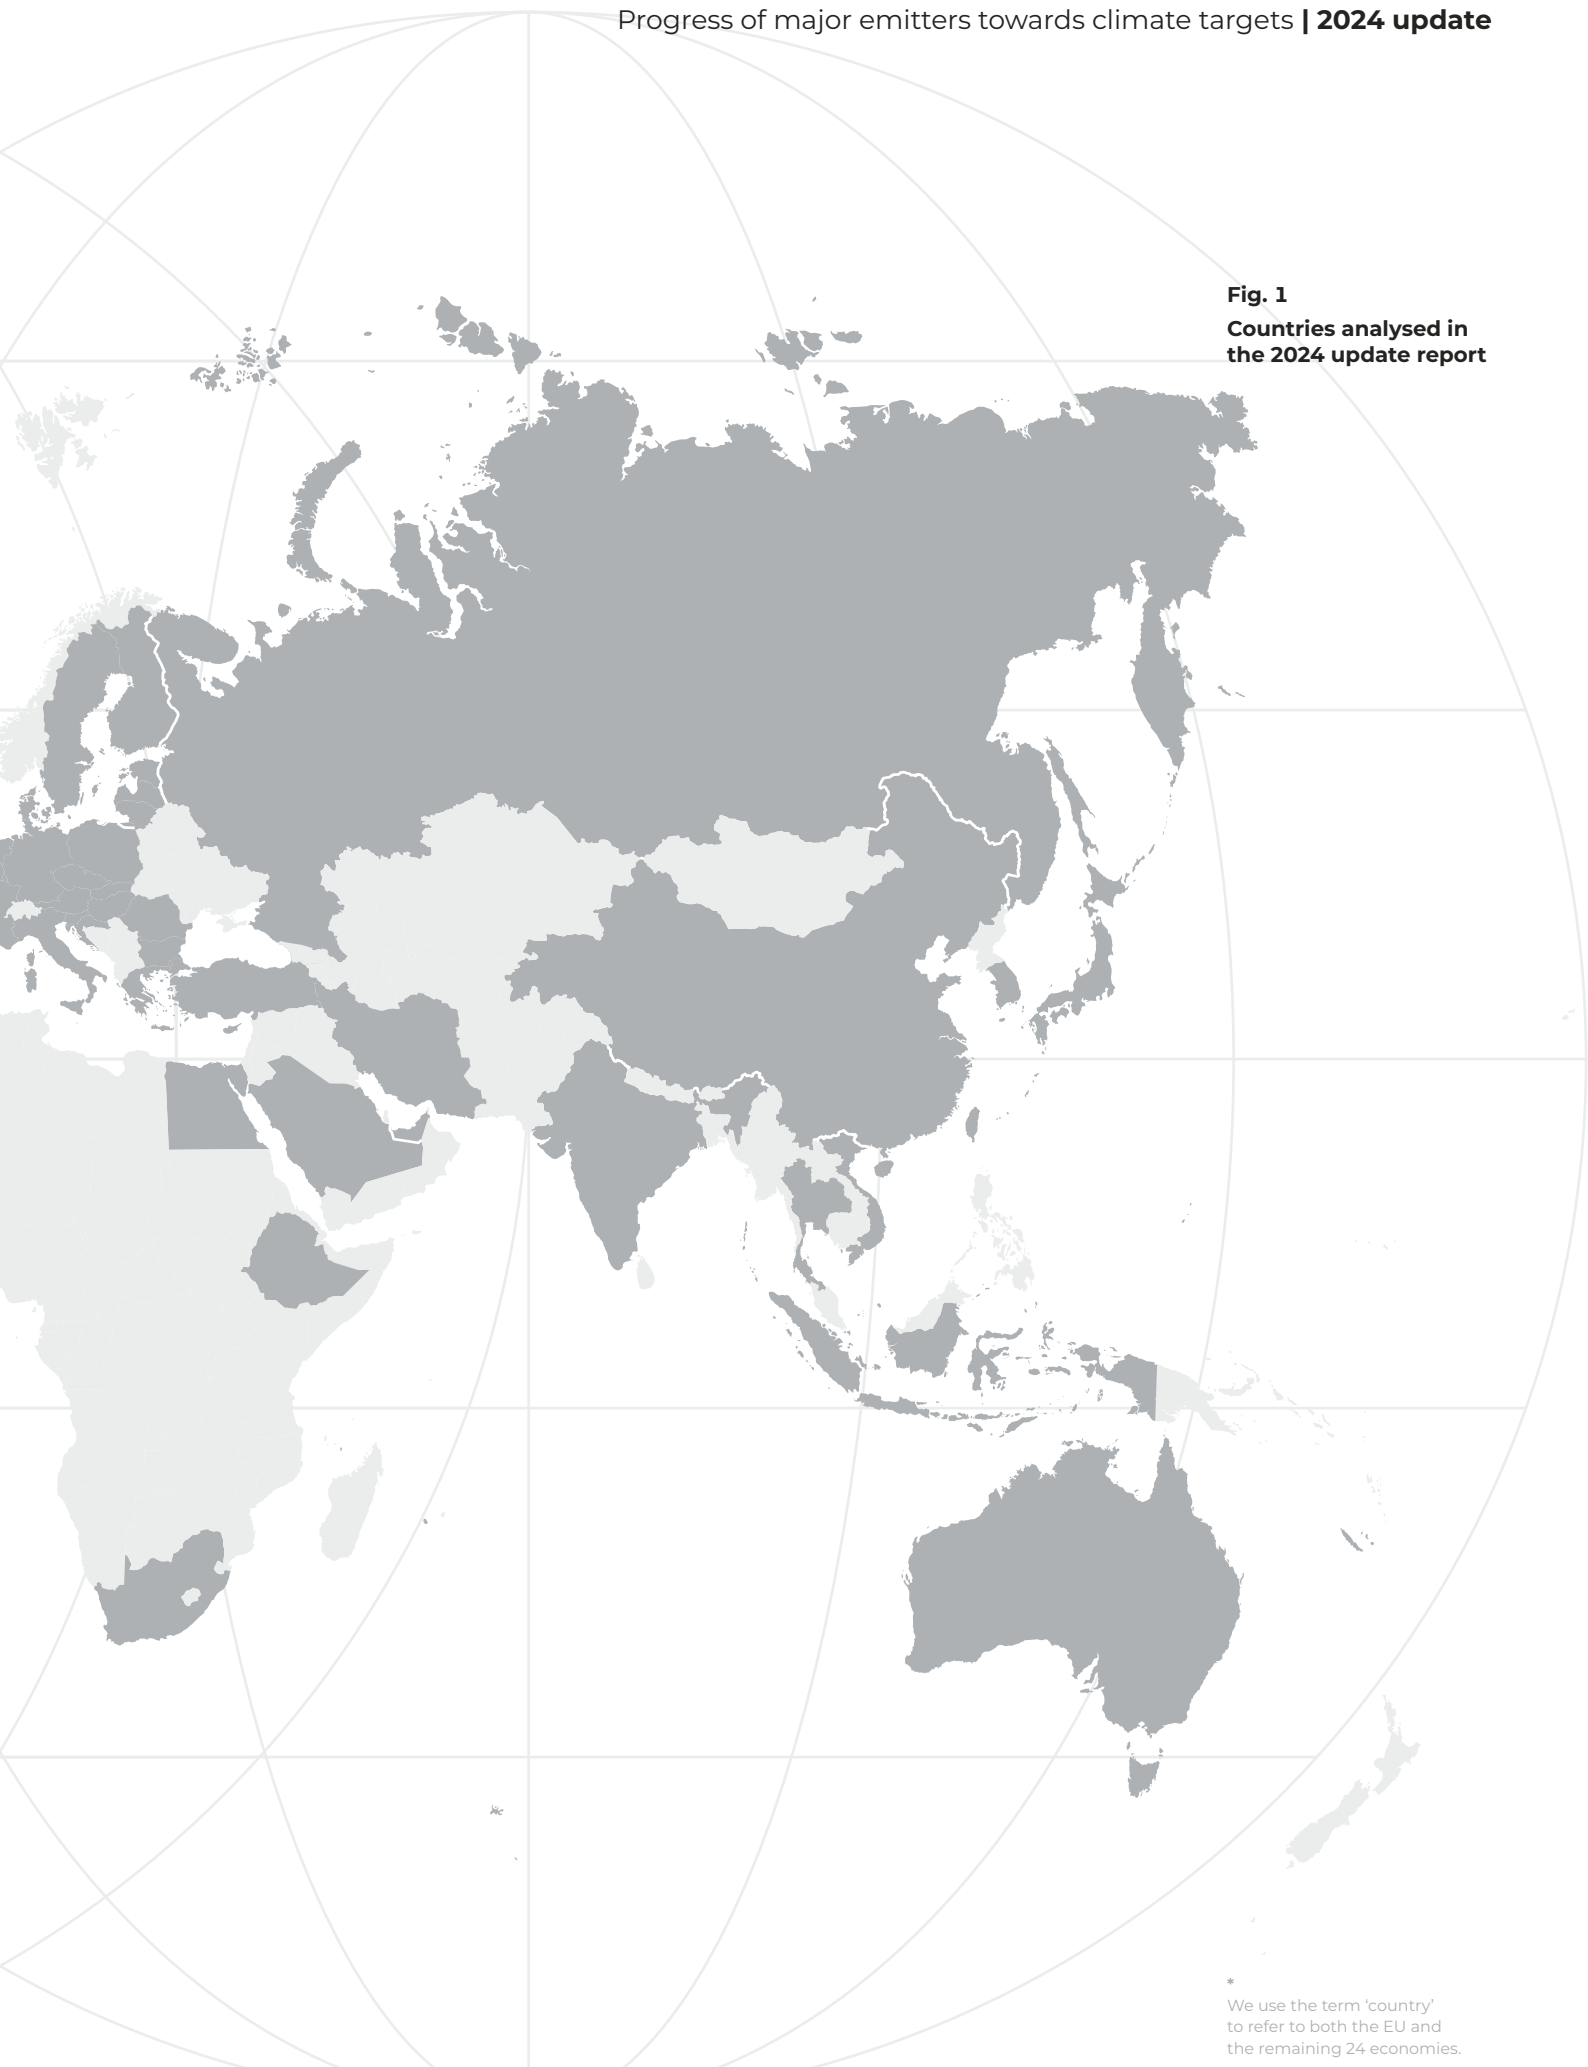 Progress of major emitters towards climate targets | 2024 update
Fig. 1
Countries analysed in
the 2024 update report
*
We use the term ‘country’
to refer to both the EU and
the remaining 24 economies.